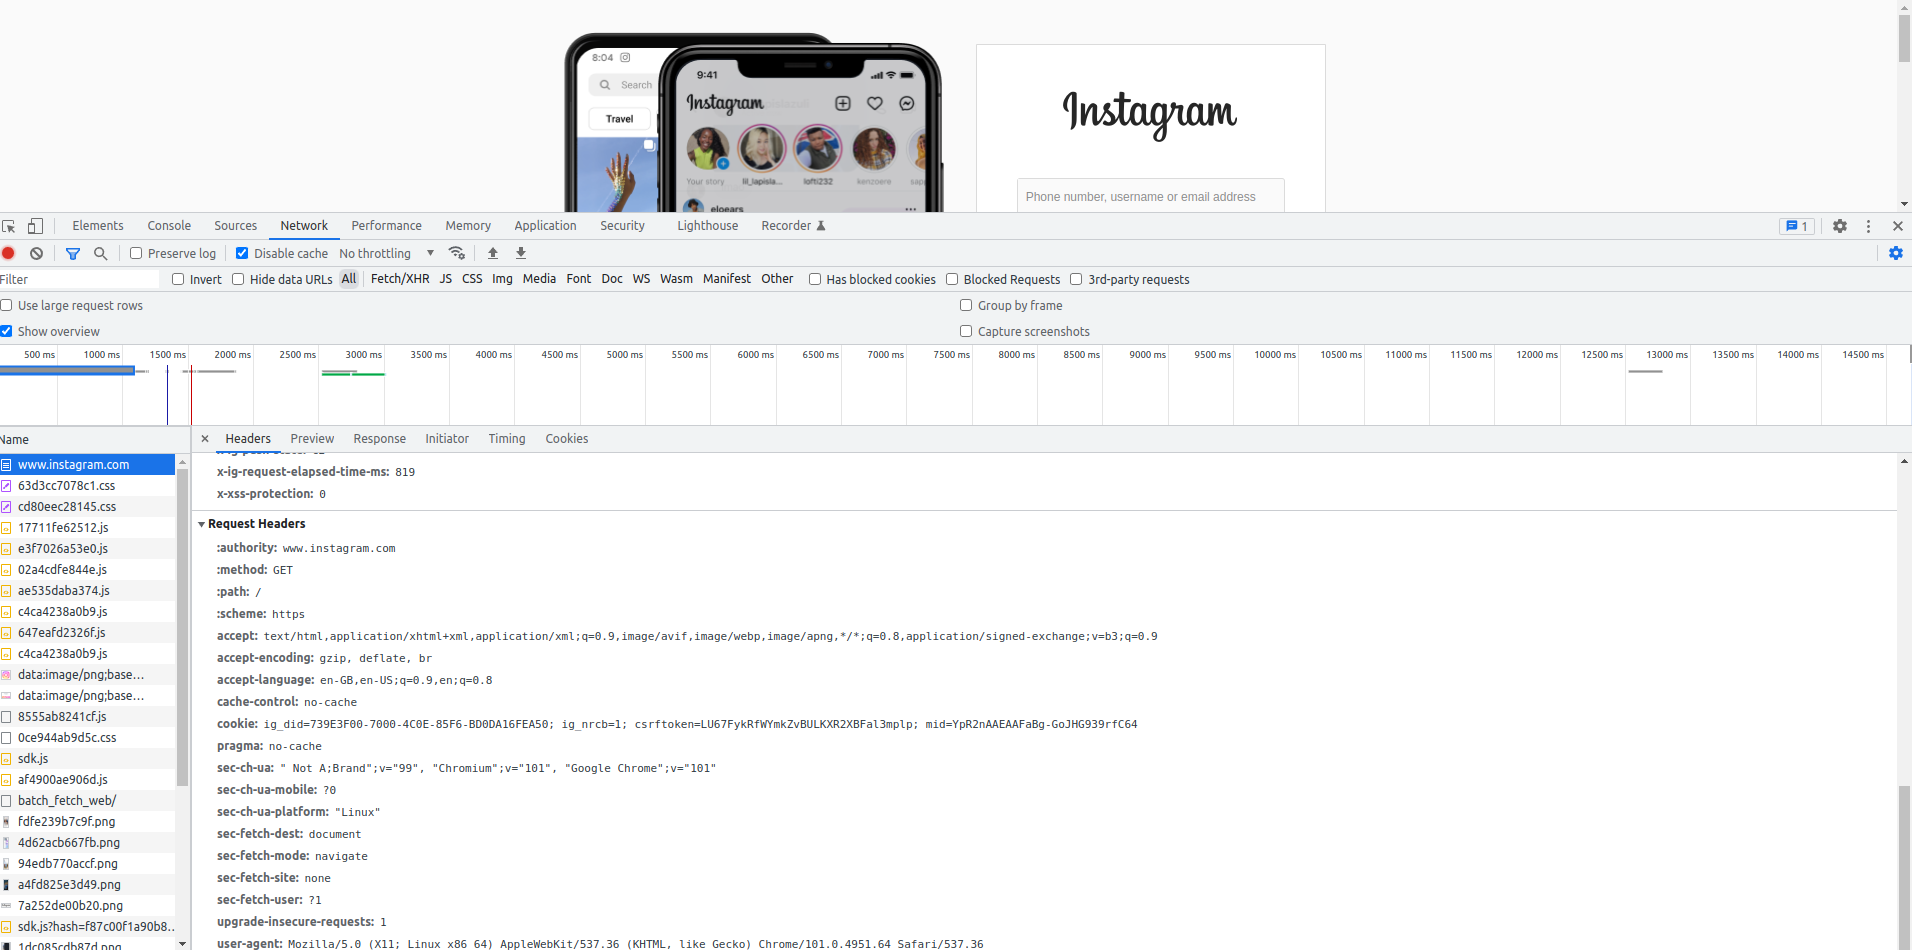 8:04
Search
Travel
9:41
Instagram
Your story
lil_lapisla...
lofti232
kenzoere
eloears
Instagram
Phone number, username or email address
Elements Console Sources Network Performance Memory Application Security Lighthouse Recorder 1
Preserve log Disable cache No throttling
Filter Invert Hide data URLs All Fetch/XHR JS CSS Img Media Font Doc WS Wasm Manifest Other Has blocked cookies Blocked Requests 3rd-party requests
Use large request rows Group by frame
Show overview Capture screenshots
500 ms 1000 ms 1500 ms 2000 ms 2500 ms 3000 ms 3500 ms 4000 ms 4500 ms 5000 ms 5500 ms 6000 ms 6500 ms 7000 ms 7500 ms 8000 ms 8500 ms 9000 ms 9500 ms 10000 ms 10500 ms 11000 ms 11500 ms 12000 ms 12500 ms 13000 ms 13500 ms 14000 ms 14500 ms
Name
www.instagram.com
63d3cc7078c1.css
cd80eec28145.css
17711fe62512.js
e3f7026a53e0.js
02a4cdfe844e.js
ae535daba374.js
c4ca4238a0b9.js
647eafd2326f.js
c4ca4238a0b9.js
data:image/png;base...
data:image/png;base...
8555ab8241cf.js
0ce944ab9d5c.css
sdk.js
af4900ae906d.js
batch_fetch_web/
fdfe239b7c9f.png
4d62acb667fb.png
94edb770accf.png
a4fd825e3d49.png
7a252de00b20.png
sdk.js?hash=f87c00f1a90b8...
1dc085cdb87d.png
Headers Preview Response Initiator Timing Cookies
x-ig-request-elapsed-time-ms: 819
x-xss-protection: 0
Request Headers
:authority: www.instagram.com
:method: GET
:path: /
:scheme: https
accept: text/html,application/xhtml+xml,application/xml;q=0.9,image/avif,image/webp,image/apng,*/*;q=0.8,application/signed-exchange;v=b3;q=0.9
accept-encoding: gzip, deflate, br
accept-language: en-GB,en-US;q=0.9,en;q=0.8
cache-control: no-cache
cookie: ig_did=739E3F00-7000-4C0E-85F6-BD0DA16FEA50; ig_nrcb=1; csrftoken=LU67FykRfWYmkZvBULKXR2XBFal3mplp; mid=YpR2nAAEAAFaBg-GoJHG939rfC64
pragma: no-cache
sec-ch-ua: " Not A;Brand";v="99", "Chromium";v="101", "Google Chrome";v="101"
sec-ch-ua-mobile: ?0
sec-ch-ua-platform: "Linux"
sec-fetch-dest: document
sec-fetch-mode: navigate
sec-fetch-site: none
sec-fetch-user: ?1
upgrade-insecure-requests: 1
user-agent: Mozilla/5.0 (X11; Linux x86_64) AppleWebKit/537.36 (KHTML, like Gecko) Chrome/101.0.4951.64 Safari/537.36